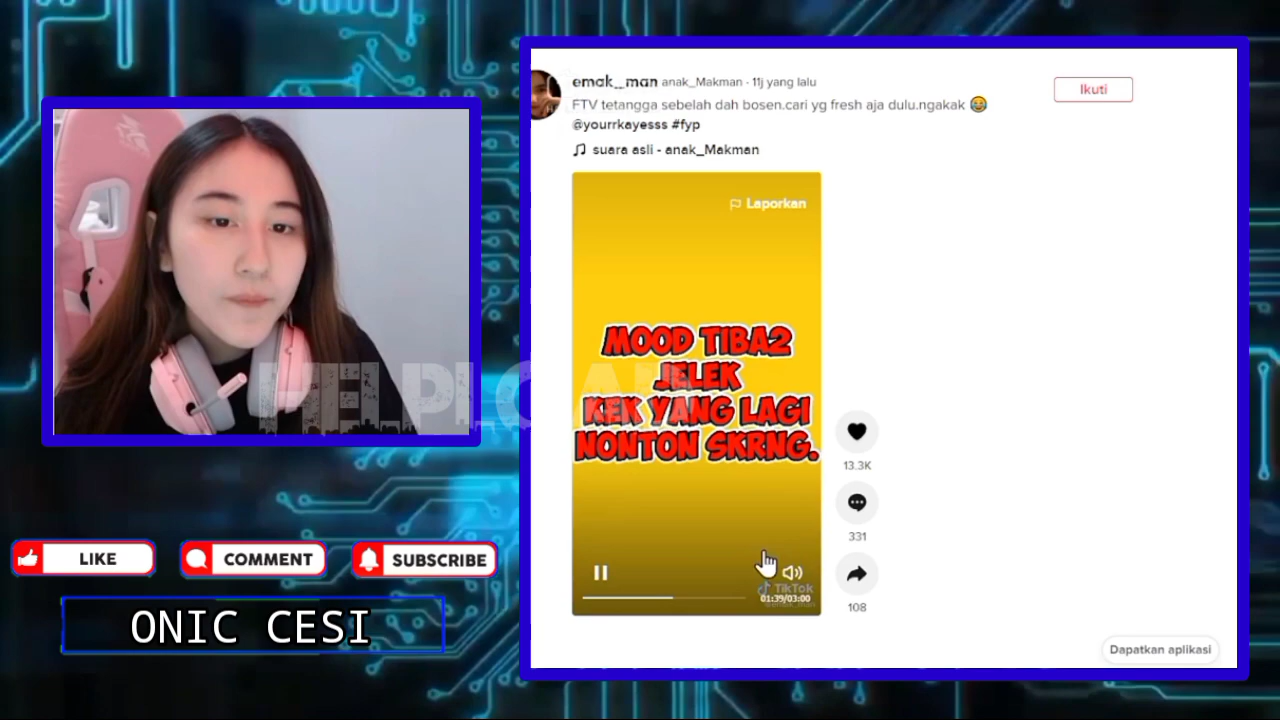 emak_man anak_Makman · 11j yang lalu
Ikuti
FTV tetangga sebelah dah bosen.cari yg fresh aja dulu.ngakak 😂
@yourrkayesss #fyp
♫ suara asli - anak_Makman
Laporkan
MOOD TIBA2
JELEK
KEK YANG LAGI
NONTON SKRNG.
TikTok
01:39/03:00
13.3K
331
108
Dapatkan aplikasi
LIKE
COMMENT
SUBSCRIBE
ONIC CESI